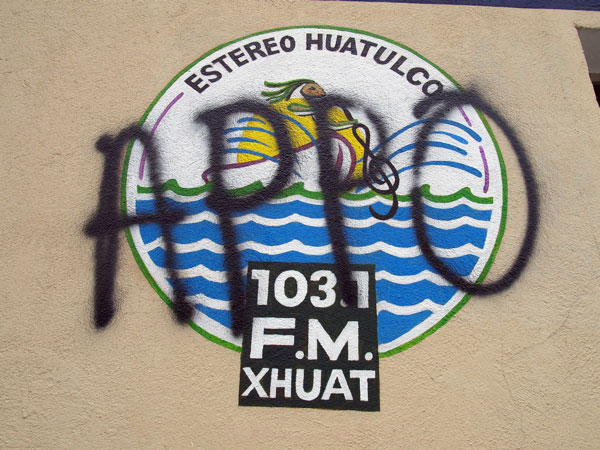 ESTEREO HUATULCO
APPO
103.1
F.M.
XHUAT